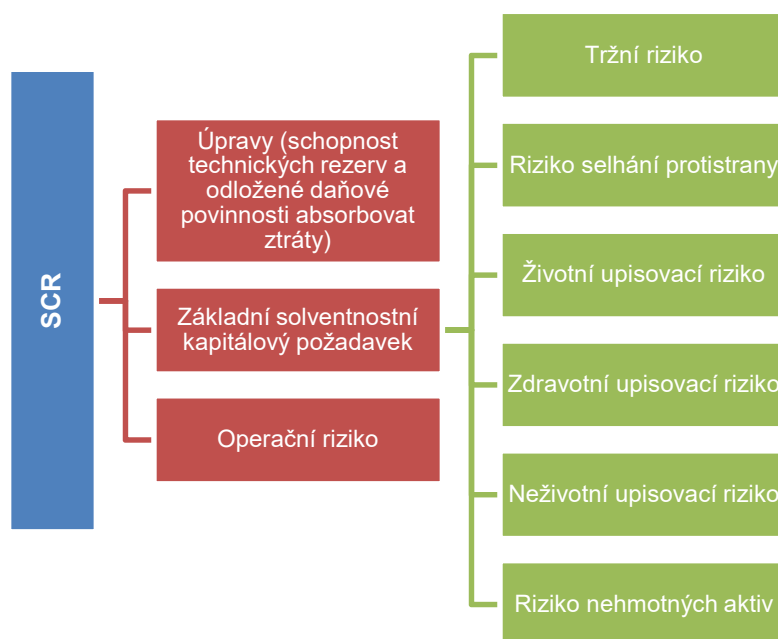 SCR
Úpravy (schopnost
technických rezerv a
odložené daňové
povinnosti absorbovat
ztráty)
Základní solventnostní
kapitálový požadavek
Operační riziko
Tržní riziko
Riziko selhání protistrany
Životní upisovací riziko
Zdravotní upisovací riziko
Neživotní upisovací riziko
Riziko nehmotných aktiv